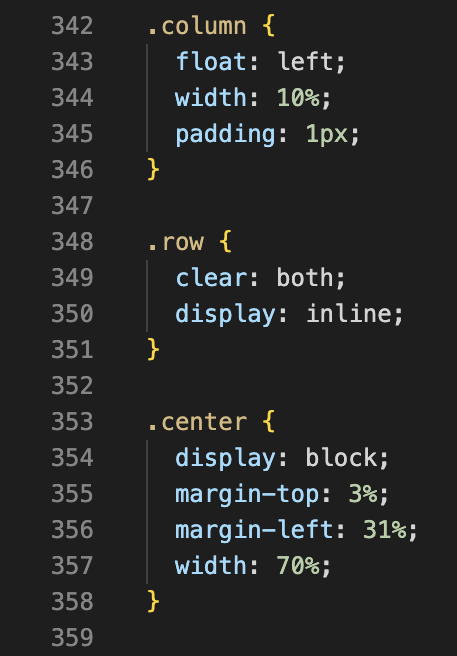 342 .column {
343 float: left;
344 width: 10%;
345 padding: 1px;
346 }
347
348 .row {
349 clear: both;
350 display: inline;
351 }
352
353 .center {
354 display: block;
355 margin-top: 3%;
356 margin-left: 31%;
357 width: 70%;
358 }
359